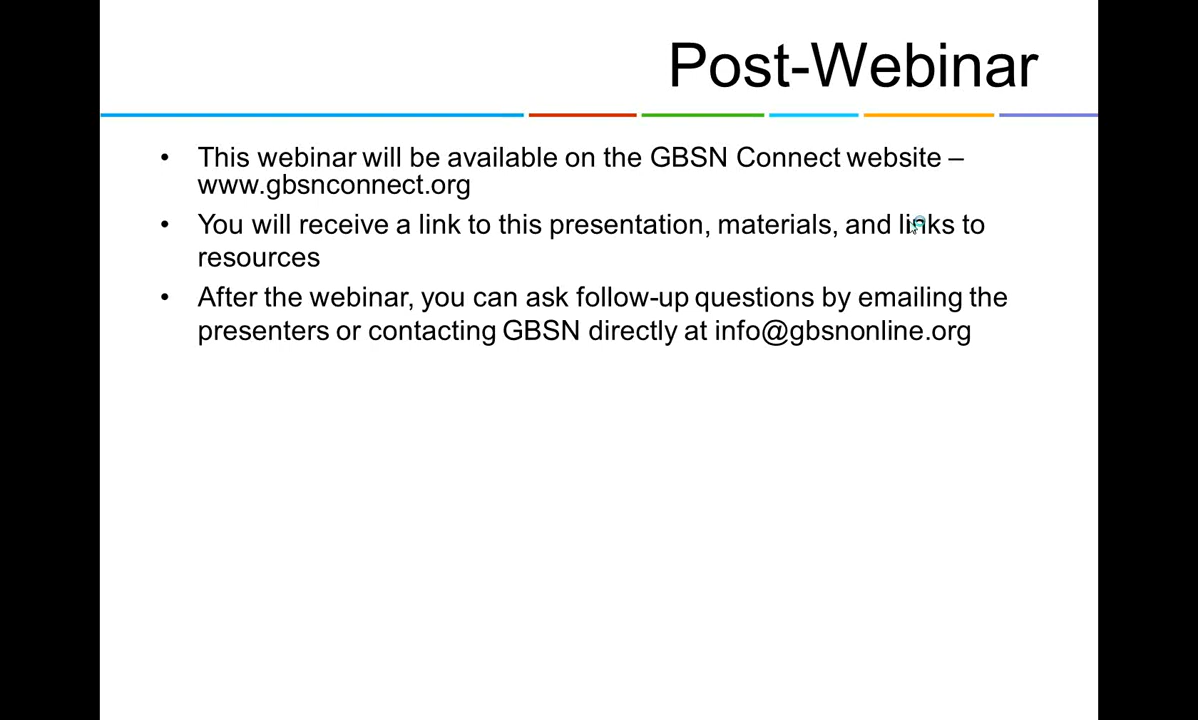 Post-Webinar
• This webinar will be available on the GBSN Connect website –
www.gbsnconnect.org
• You will receive a link to this presentation, materials, and links to
resources
• After the webinar, you can ask follow-up questions by emailing the
presenters or contacting GBSN directly at info@gbsnonline.org